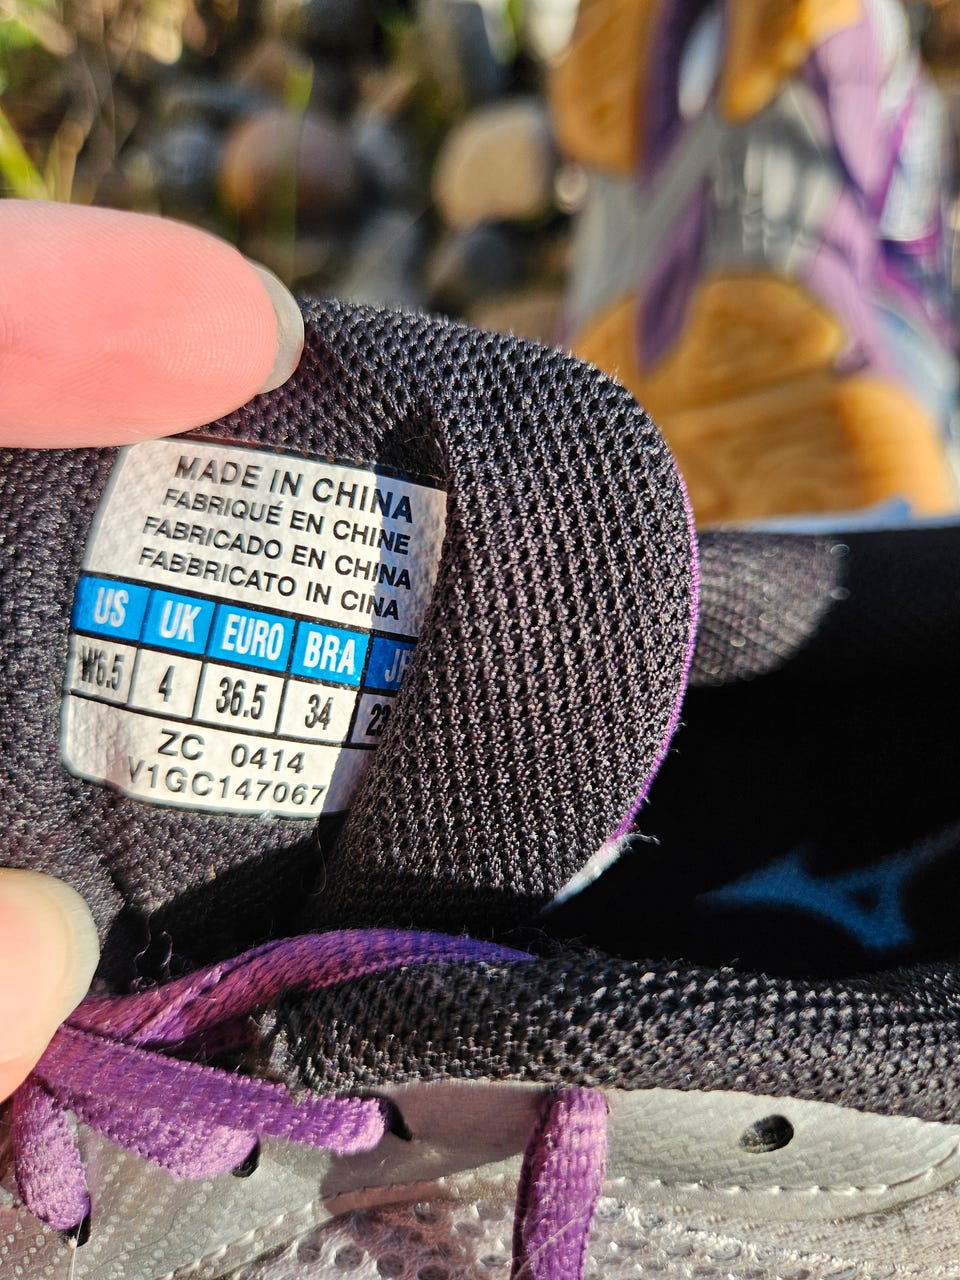 MADE IN CHINA
FABRIQUÉ EN CHINE
FABRICADO EN CHINA
FABBRICATO IN CINA
US UK EURO BRA
W6.5 4 36.5 34
ZC 0414
V1GC147067